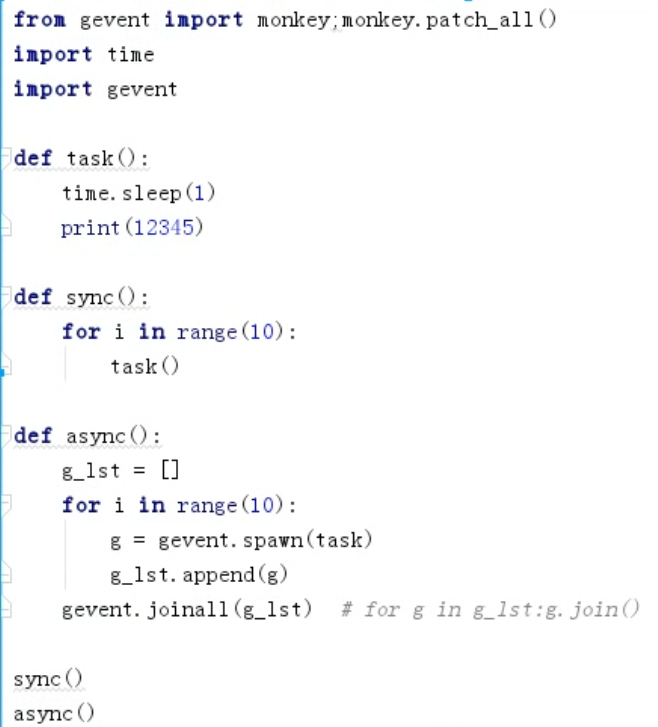 from gevent import monkey;monkey.patch_all()
import time
import gevent

def task():
    time.sleep(1)
    print(12345)

def sync():
    for i in range(10):
        task()

def async():
    g_lst = []
    for i in range(10):
        g = gevent.spawn(task)
        g_lst.append(g)
    gevent.joinall(g_lst)  # for g in g_lst:g.join()

sync()
async()